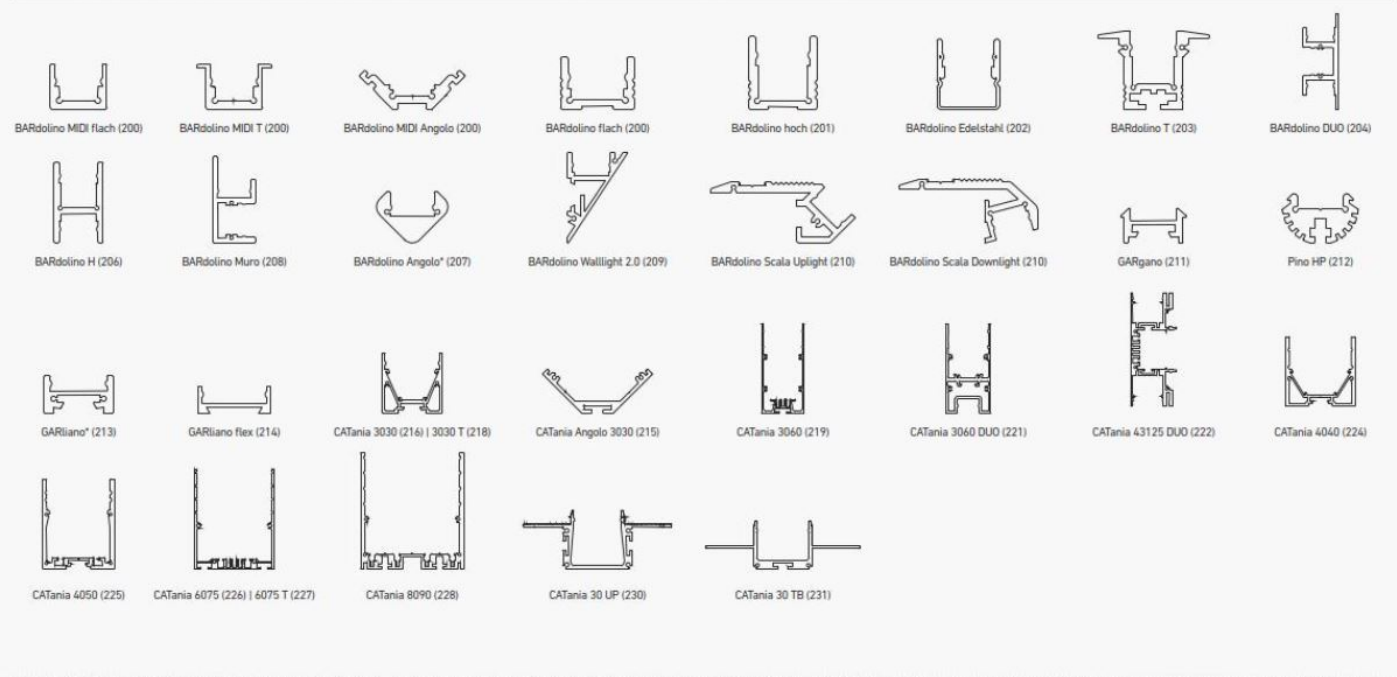 BARdolino MIDI flach (200)
BARdolino MIDI T (200)
BARdolino MIDI Angolo (200)
BARdolino flach (200)
BARdolino hoch (201)
BARdolino Edelstahl (202)
BARdolino T (203)
BARdolino DUO (204)
BARdolino H (206)
BARdolino Muro (208)
BARdolino Angolo* (207)
BARdolino Walllight 2.0 (209)
BARdolino Scala Uplight (210)
BARdolino Scala Downlight (210)
GARgano (211)
Pino HP (212)
GARliano* (213)
GARliano flex (214)
CATania 3030 (216) | 3030 T (218)
CATania Angolo 3030 (215)
CATania 3060 (219)
CATania 3060 DUO (221)
CATania 43125 DUO (222)
CATania 4040 (224)
CATania 4050 (225)
CATania 6075 (226) | 6075 T (227)
CATania 8090 (228)
CATania 30 UP (230)
CATania 30 TB (231)